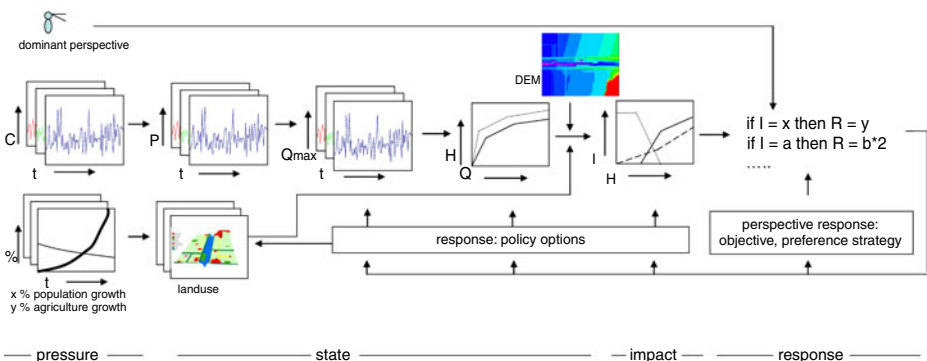 dominant perspective
DEM
C
t
P
t
Qmax
t
H
Q
I
H
if I = x then R = y
if I = a then R = b*2
.....
%
t
x % population growth
y % agriculture growth
landuse
response: policy options
perspective response:
objective, preference strategy
pressure
state
impact
response